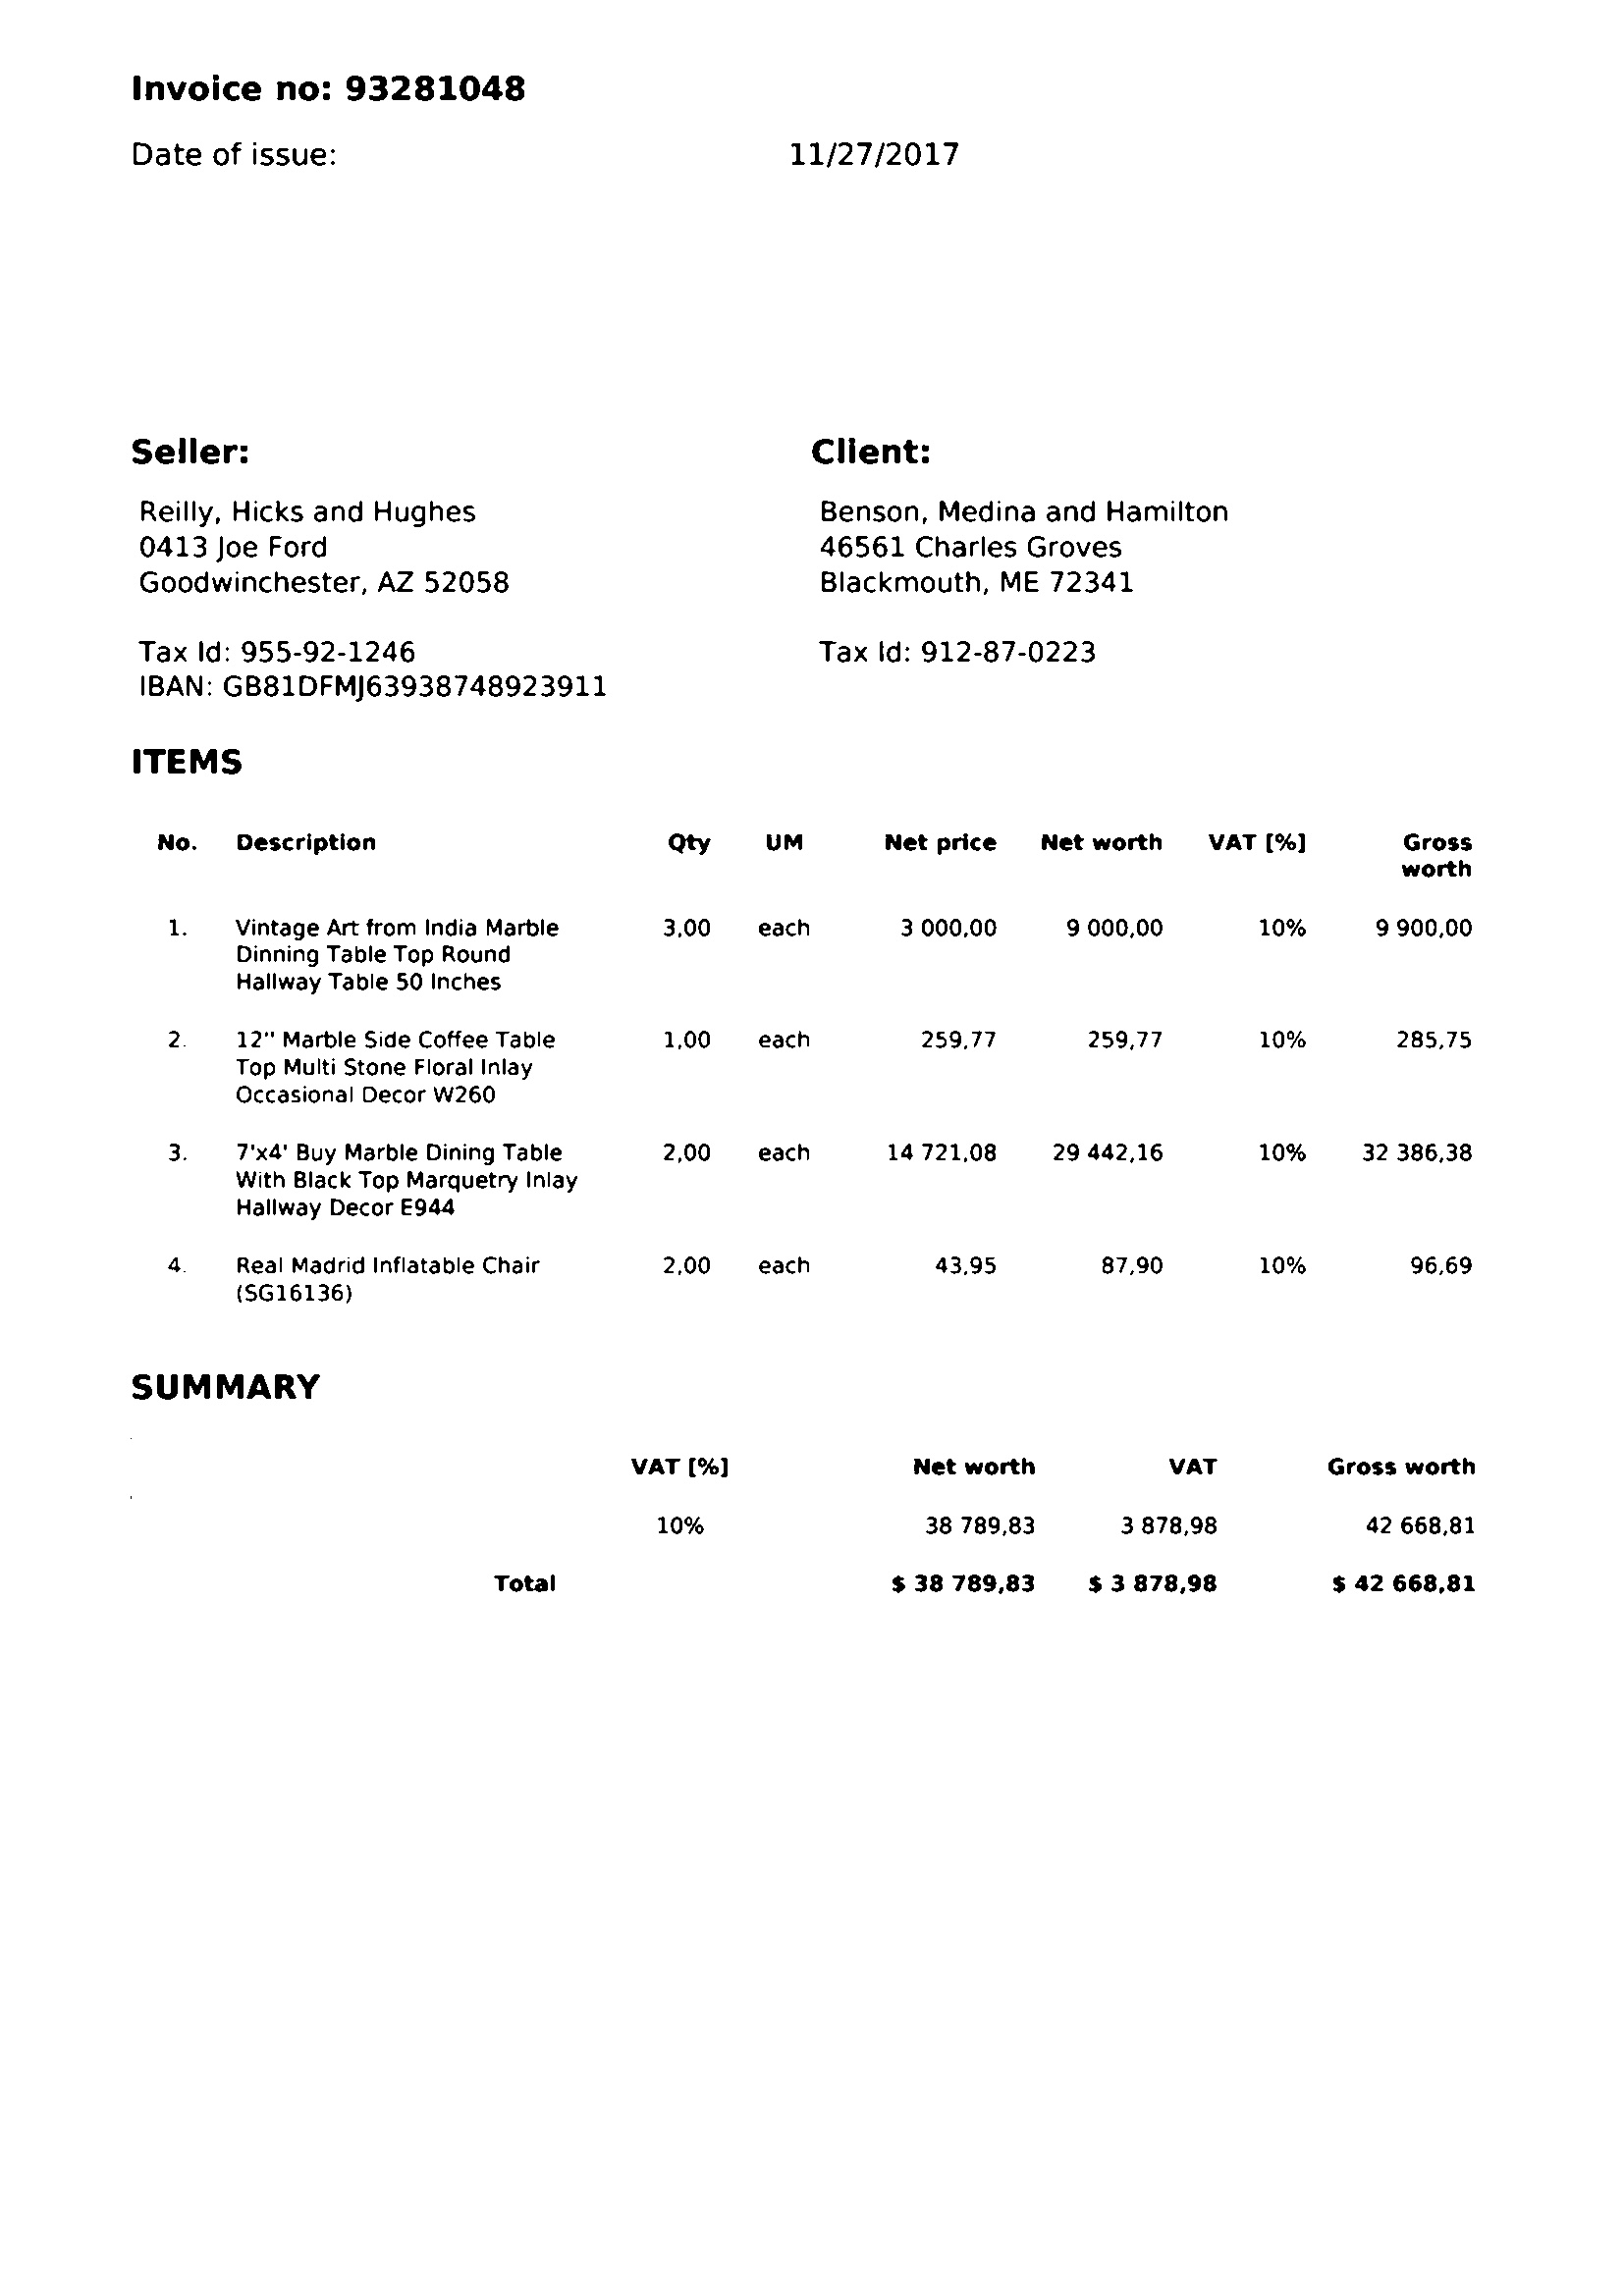 Invoice no: 93281048
Date of issue: 11/27/2017
Seller: Client:
Reilly, Hicks and Hughes Benson, Medina and Hamilton
0413 Joe Ford 46561 Charles Groves
Goodwinchester, AZ 52058 Blackmouth, ME 72341
Tax Id: 955-92-1246 Tax Id: 912-87-0223
IBAN: GB81DFMJ63938748923911
ITEMS
No. Description Qty UM Net price Net worth VAT [%] Gross
worth
1. Vintage Art from India Marble 3,00 each 3 000,00 9 000,00 10% 9 900,00
Dinning Table Top Round
Hallway Table 50 Inches
2. 12" Marble Side Coffee Table 1,00 each 259,77 259,77 10% 285,75
Top Multi Stone Floral Inlay
Occasional Decor W260
3. 7'x4' Buy Marble Dining Table 2,00 each 14 721,08 29 442,16 10% 32 386,38
With Black Top Marquetry Inlay
Hallway Decor E944
4. Real Madrid Inflatable Chair 2,00 each 43,95 87,90 10% 96,69
(SG16136)
SUMMARY
VAT [%] Net worth VAT Gross worth
10% 38 789,83 3 878,98 42 668,81
Total $ 38 789,83 $ 3 878,98 $ 42 668,81